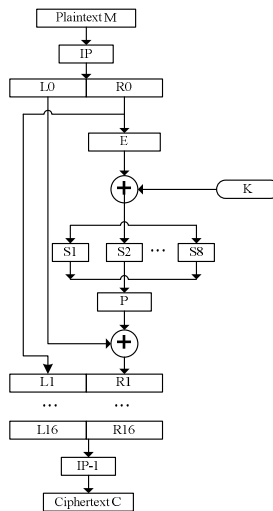 Plaintext M
IP
L0 R0
E
K
S1 S2 ... S8
P
L1 R1
... ...
L16 R16
IP-1
Ciphertext C